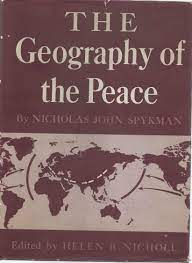 THE
Geography of
the Peace
By NICHOLAS JOHN SPYKMAN
Edited by HELEN R. NICHOLL